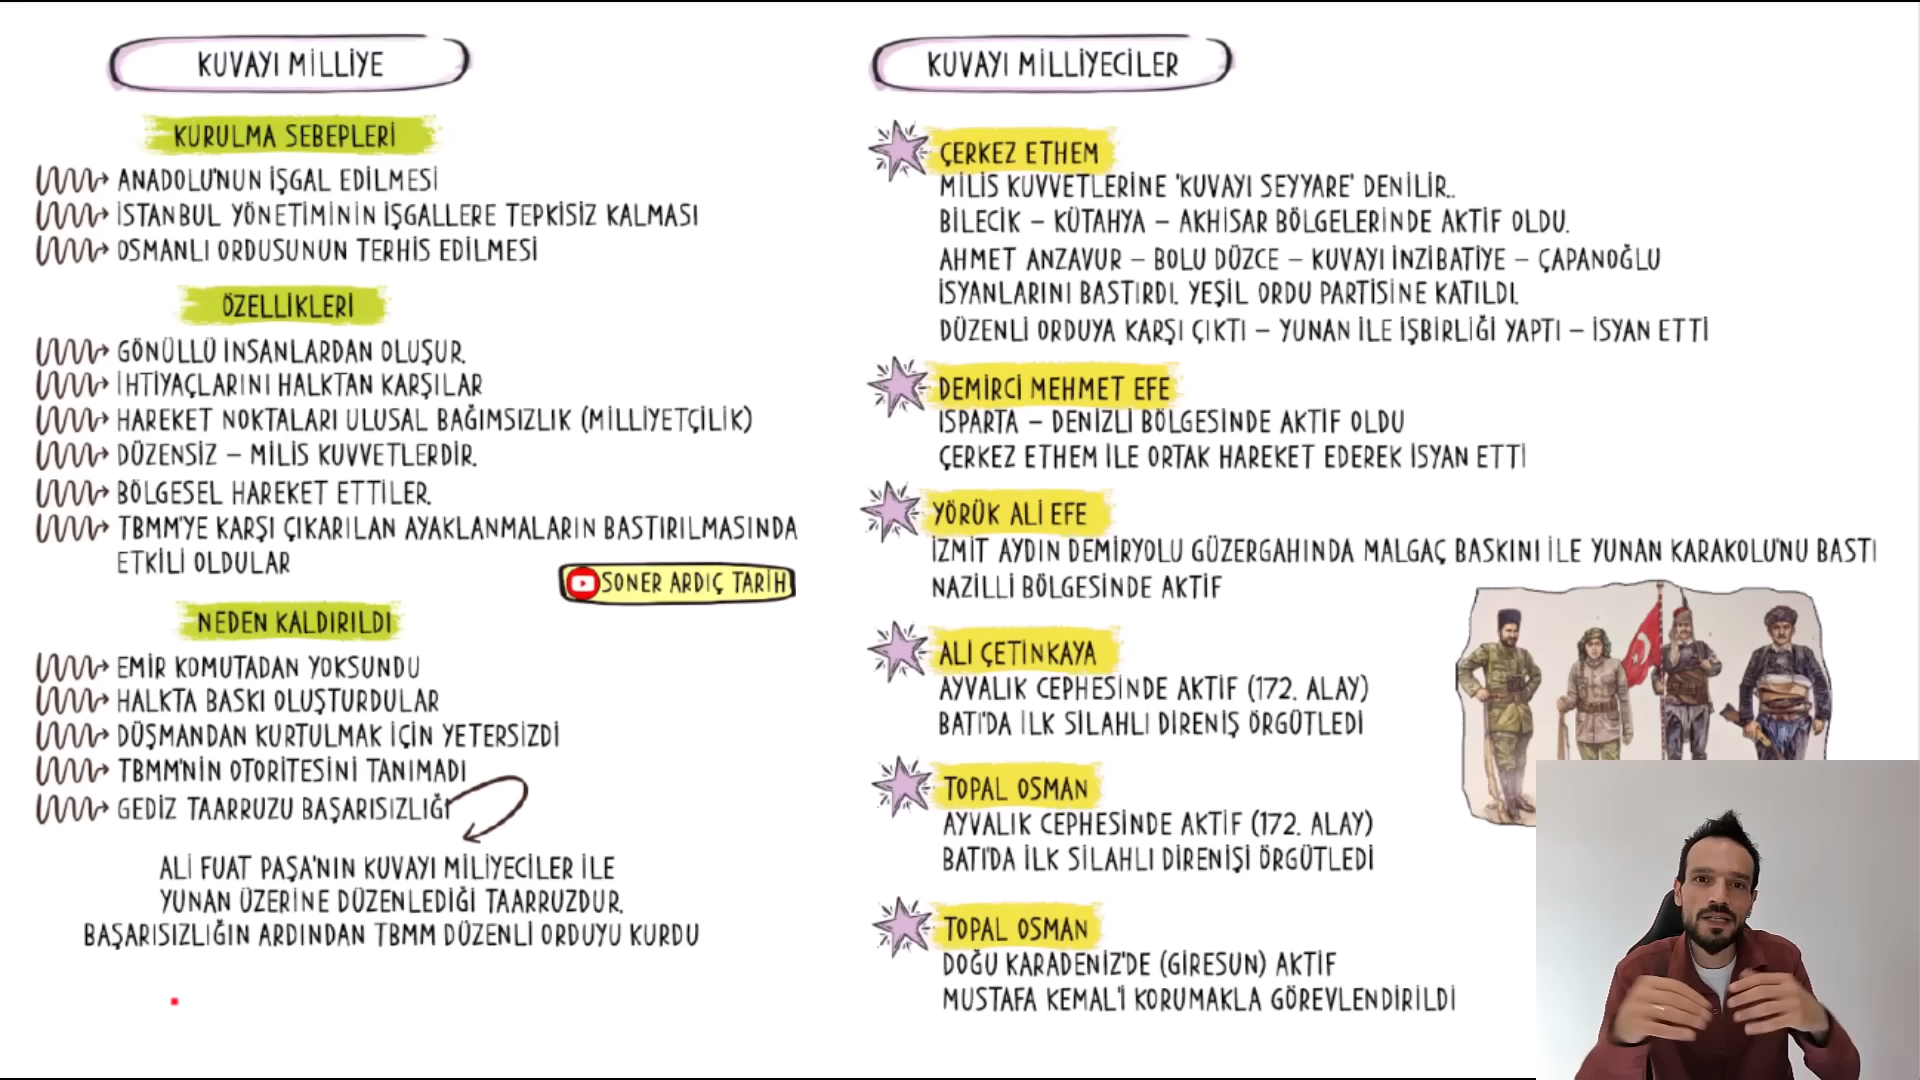 KUVAYI MİLLİYE
KURULMA SEBEPLERİ
ANADOLU'NUN İŞGAL EDİLMESİ
İSTANBUL YÖNETİMİNİN İŞGALLERE TEPKİSİZ KALMASI
OSMANLI ORDUSUNUN TERHİS EDİLMESİ
ÖZELLİKLERİ
GÖNÜLLÜ İNSANLARDAN OLUŞUR.
İHTİYAÇLARINI HALKTAN KARŞILAR
HAREKET NOKTALARI ULUSAL BAĞIMSIZLIK (MİLLİYETÇİLİK)
DÜZENSİZ – MİLİS KUVVETLERDİR.
BÖLGESEL HAREKET ETTİLER.
TBMM'YE KARŞI ÇIKARILAN AYAKLANMALARIN BASTIRILMASINDA
ETKİLİ OLDULAR
SONER ARDIÇ TARİH
NEDEN KALDIRILDI
EMİR KOMUTADAN YOKSUNDU
HALKTA BASKI OLUŞTURDULAR
DÜŞMANDAN KURTULMAK İÇİN YETERSİZDİ
TBMM'NİN OTORİTESİNİ TANIMADI
GEDİZ TAARRUZU BAŞARISIZLIĞI
ALİ FUAT PAŞA'NIN KUVAYI MİLİYECİLER İLE
YUNAN ÜZERİNE DÜZENLEDİĞİ TAARRUZDUR.
BAŞARISIZLIĞIN ARDINDAN TBMM DÜZENLİ ORDUYU KURDU
KUVAYI MİLLİYECİLER
ÇERKEZ ETHEM
MİLİS KUVVETLERİNE 'KUVAYI SEYYARE' DENİLİR..
BİLECİK – KÜTAHYA – AKHİSAR BÖLGELERİNDE AKTİF OLDU.
AHMET ANZAVUR – BOLU DÜZCE – KUVAYI İNZİBATİYE – ÇAPANOĞLU
İSYANLARINI BASTIRDI. YEŞİL ORDU PARTİSİNE KATILDI.
DÜZENLİ ORDUYA KARŞI ÇIKTI – YUNAN İLE İŞBİRLİĞİ YAPTI – İSYAN ETTİ
DEMİRCİ MEHMET EFE
ISPARTA – DENİZLİ BÖLGESİNDE AKTİF OLDU
ÇERKEZ ETHEM İLE ORTAK HAREKET EDEREK İSYAN ETTİ
YÖRÜK ALİ EFE
İZMİT AYDIN DEMİRYOLU GÜZERGAHINDA MALGAÇ BASKINI İLE YUNAN KARAKOLU'NU BASTI
NAZİLLİ BÖLGESİNDE AKTİF
ALİ ÇETİNKAYA
AYVALIK CEPHESİNDE AKTİF (172. ALAY)
BATI'DA İLK SİLAHLI DİRENİŞ ÖRGÜTLEDİ
TOPAL OSMAN
AYVALIK CEPHESİNDE AKTİF (172. ALAY)
BATI'DA İLK SİLAHLI DİRENİŞİ ÖRGÜTLEDİ
TOPAL OSMAN
DOĞU KARADENİZ'DE (GİRESUN) AKTİF
MUSTAFA KEMAL'İ KORUMAKLA GÖREVLENDİRİLDİ